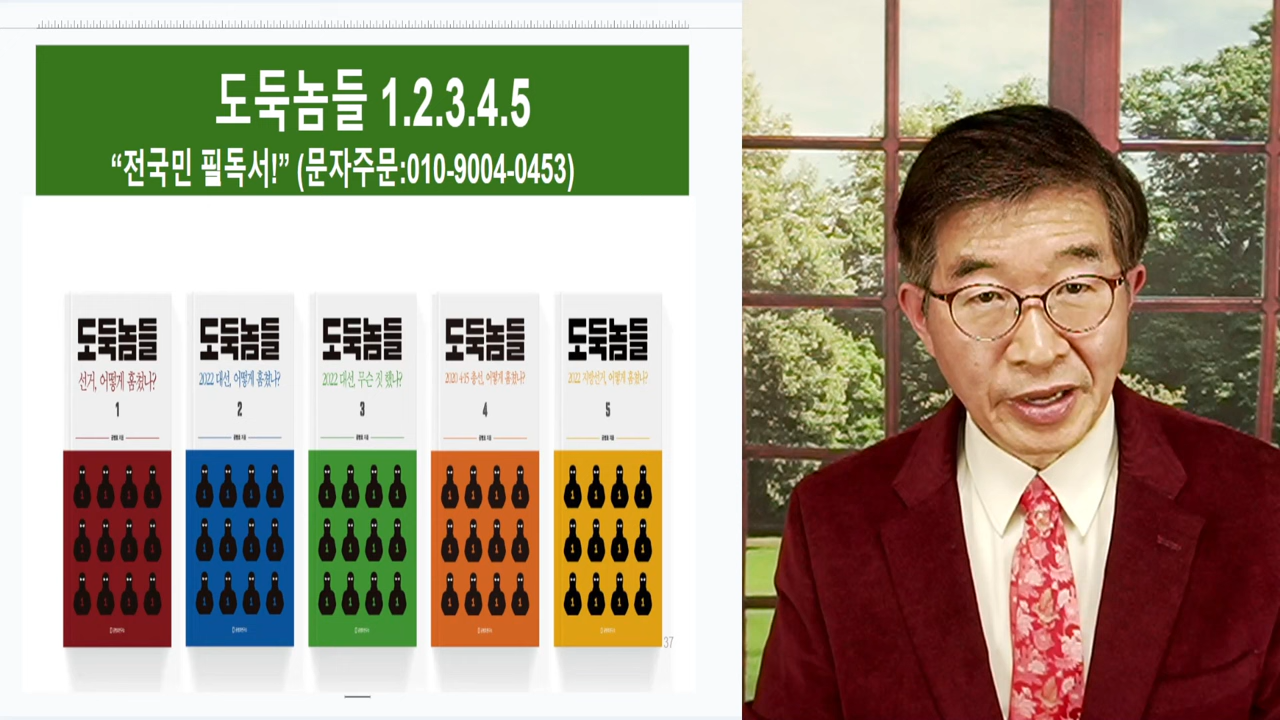 도둑놈들 1.2.3.4.5
“전국민 필독서!” (문자주문:010-9004-0453)
도둑놈들
선거, 어떻게 훔쳤나?
1
도둑놈들
2022 대선, 어떻게 훔쳤나?
2
도둑놈들
2022 대선, 무슨 짓 했나?
3
도둑놈들
2020 4·15 총선, 어떻게 훔쳤나?
4
도둑놈들
2022 지방선거, 어떻게 훔쳤나?
5
37